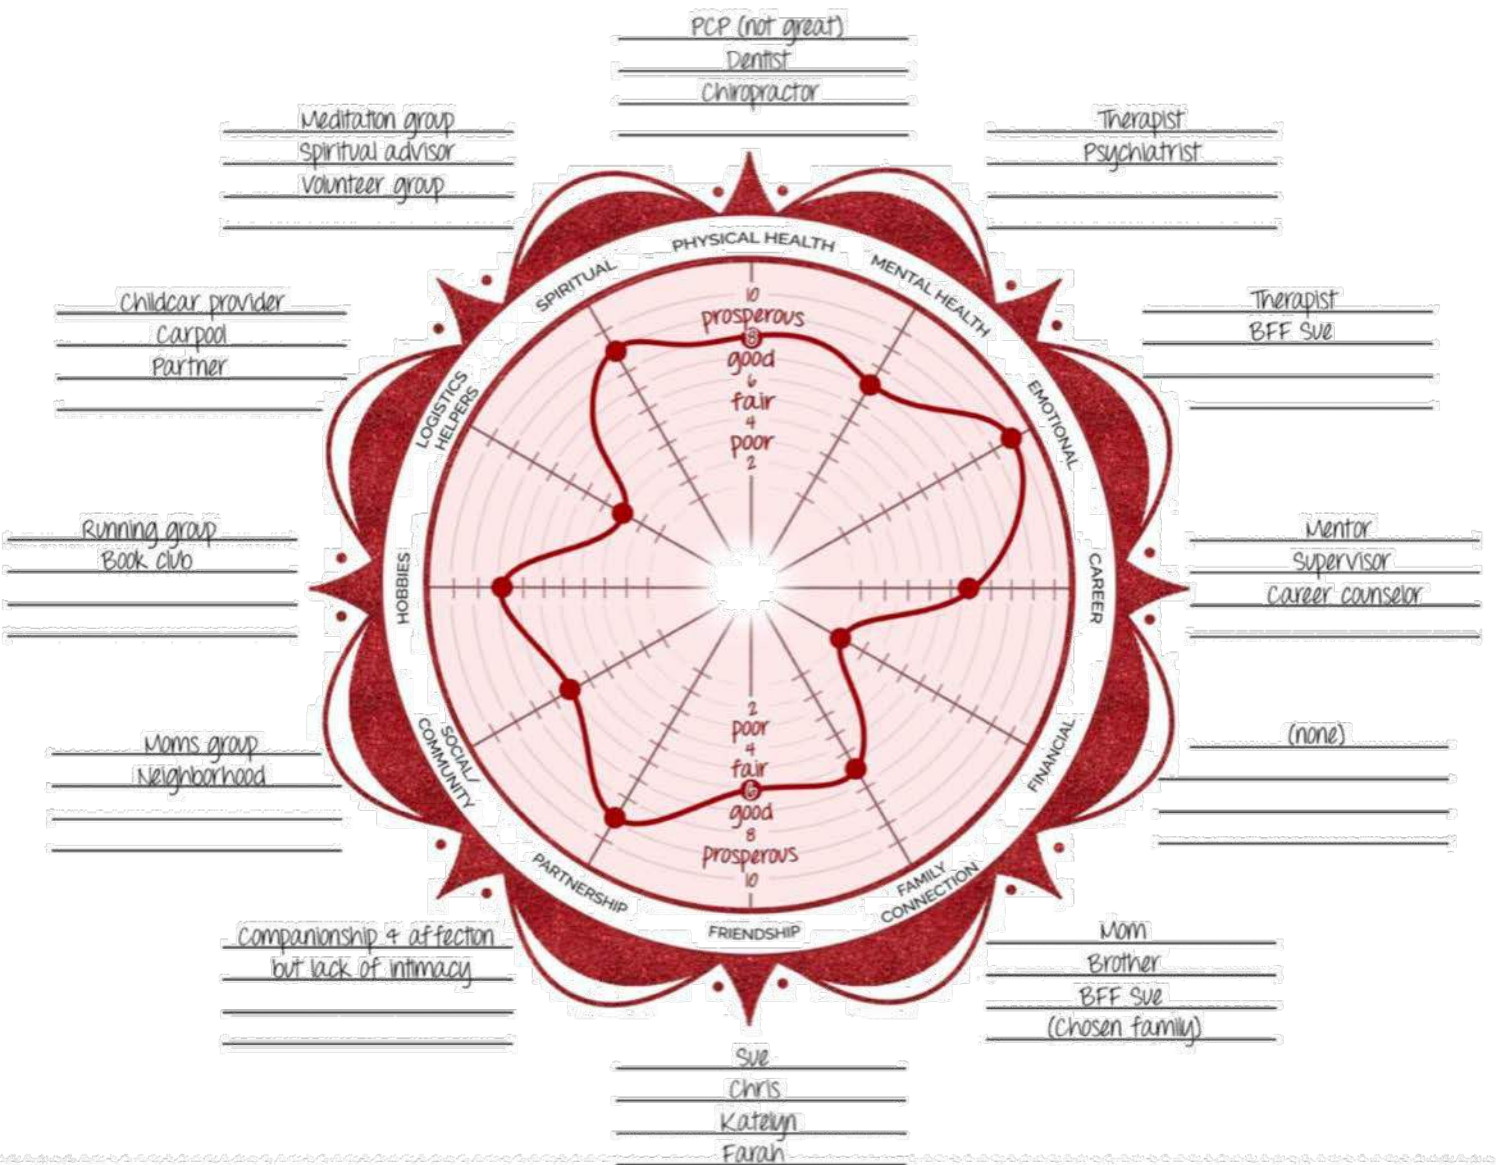 PCP (not great)
Dentist
Chiropractor
Meditation group
Spiritual advisor
Volunteer group
Therapist
Psychiatrist
PHYSICAL HEALTH
SPIRITUAL
MENTAL HEALTH
Childcar provider
Carpool
Partner
Therapist
BFF Sue
10
prosperous
8
good
6
fair
4
poor
2
LOGISTICS
HELPERS
EMOTIONAL
Running group
Book club
HOBBIES
CAREER
Mentor
Supervisor
Career counselor
Moms group
Neighborhood
SOCIAL/
COMMUNITY
FINANCIAL
(none)
2
poor
4
fair
6
good
8
prosperous
10
PARTNERSHIP
FRIENDSHIP
FAMILY
CONNECTION
Companionship & affection
but lack of intimacy
Mom
Brother
BFF Sue
(Chosen family)
Sue
Chris
Katelyn
Farah